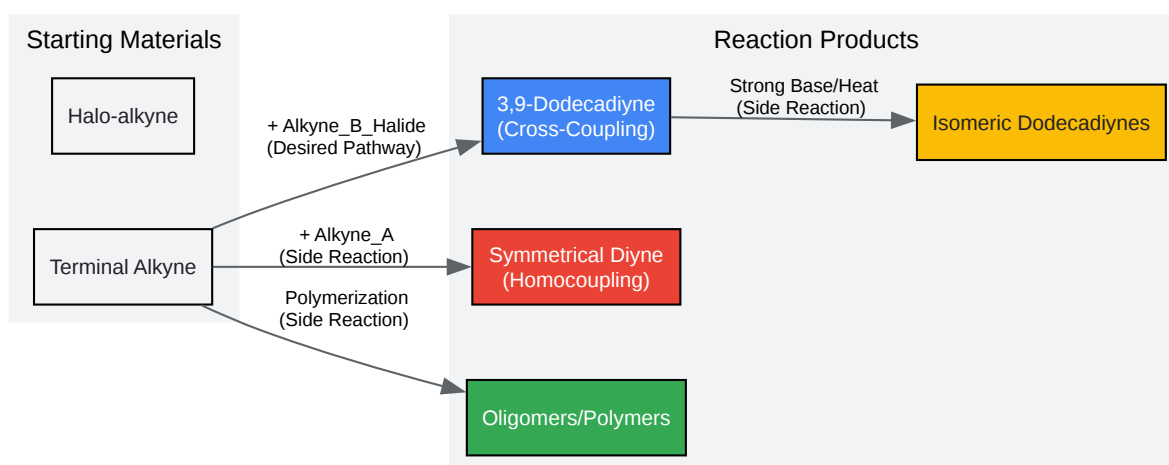 Starting Materials
Reaction Products
Halo-alkyne
Terminal Alkyne
+ Alkyne_B_Halide
(Desired Pathway)
+ Alkyne_A
(Side Reaction)
Polymerization
(Side Reaction)
3,9-Dodecadiyne
(Cross-Coupling)
Strong Base/Heat
(Side Reaction)
Isomeric Dodecadiynes
Symmetrical Diyne
(Homocoupling)
Oligomers/Polymers